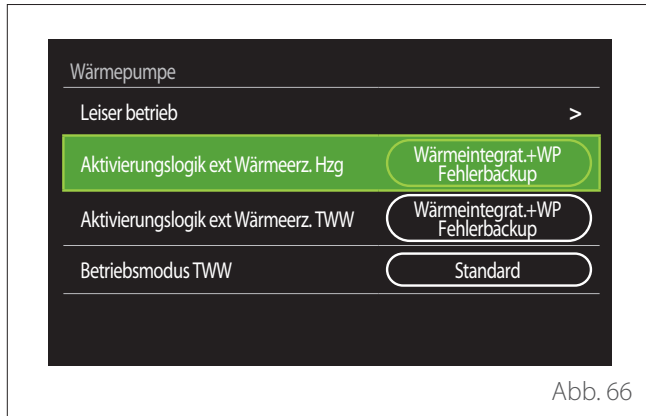 Wärmepumpe
Leiser betrieb >
Aktivierungslogik ext Wärmeerz. Hzg Wärmeintegrat.+WP
Fehlerbackup
Aktivierungslogik ext Wärmeerz. TWW Wärmeintegrat.+WP
Fehlerbackup
Betriebsmodus TWW Standard
Abb. 66